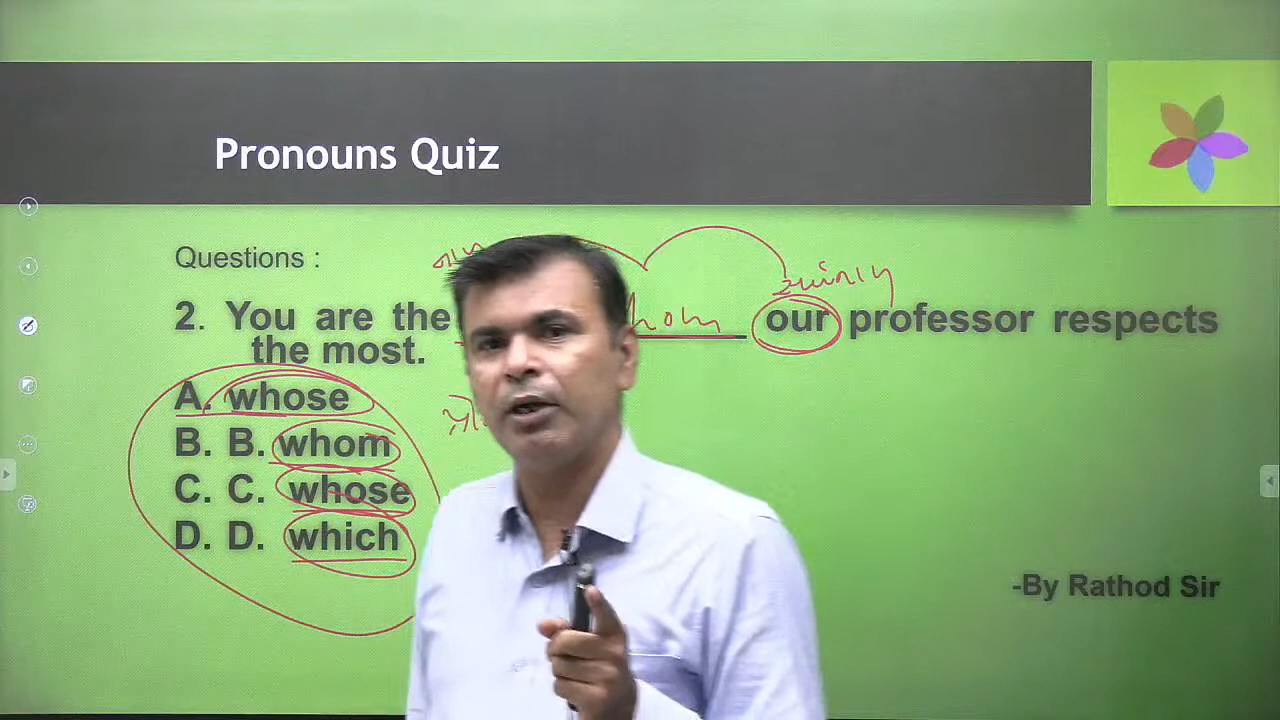 Pronouns Quiz
Questions :
2. You are the whom our professor respects
the most.
A. whose
B. B. whom
C. C. whose
D. D. which
-By Rathod Sir